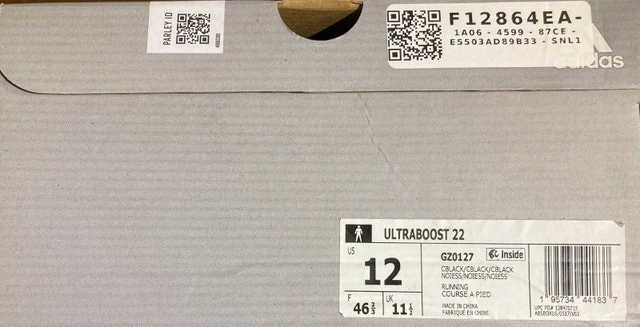 PARLEY ID
F12864EA-
1A06 - 4599 - 87CE -
E5503AD89B33 - SNL1
adidas
ULTRABOOST 22
US
12
F
46 2/3
UK
11 1/2
GZ0127
Inside
CBLACK/CBLACK/CBLACK
NOIESS/NOIESS/NOIESS
RUNNING
COURSE A PIED
MADE IN CHINA
FABRIQUÉ EN CHINE
1 95734 44183 7